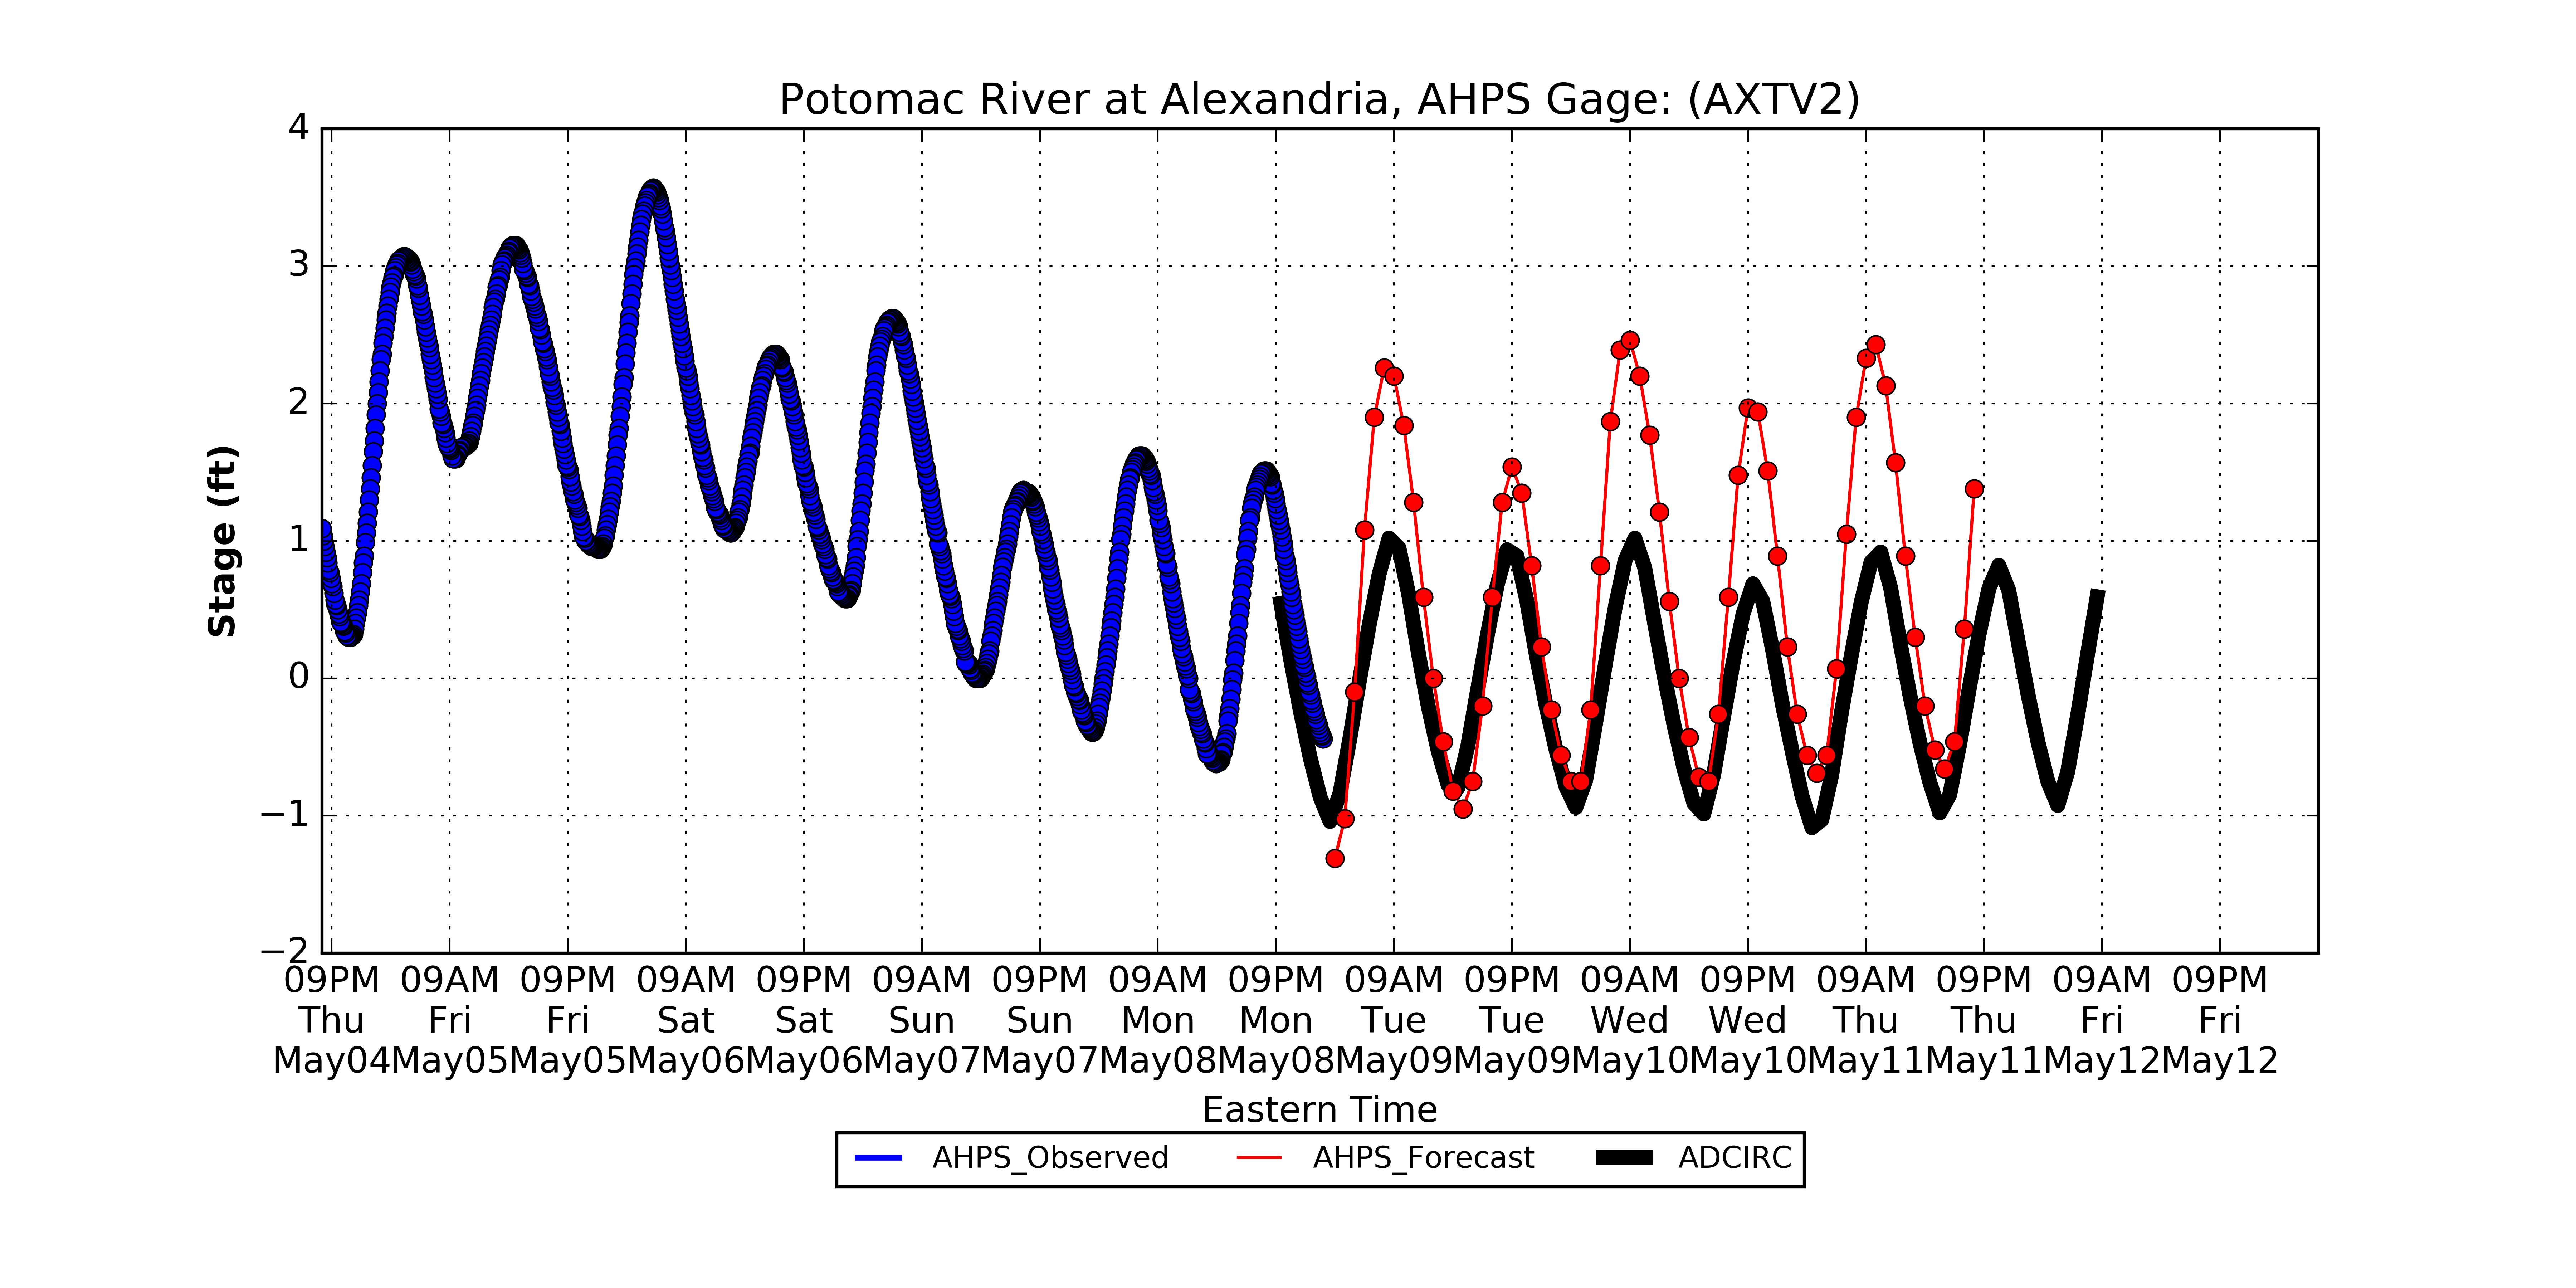 Potomac River at Alexandria, AHPS Gage: (AXTV2)
4
3
2
1
0
−1
−2
Stage (ft)
09PM 09AM 09PM 09AM 09PM 09AM 09PM 09AM 09PM 09AM 09PM 09AM 09PM 09AM 09PM 09AM 09PM
Thu Fri Fri Sat Sat Sun Sun Mon Mon Tue Tue Wed Wed Thu Thu Fri Fri
May04 May05 May05 May06 May06 May07 May07 May08 May08 May09 May09 May10 May10 May11 May11 May12 May12
Eastern Time
AHPS_Observed AHPS_Forecast ADCIRC